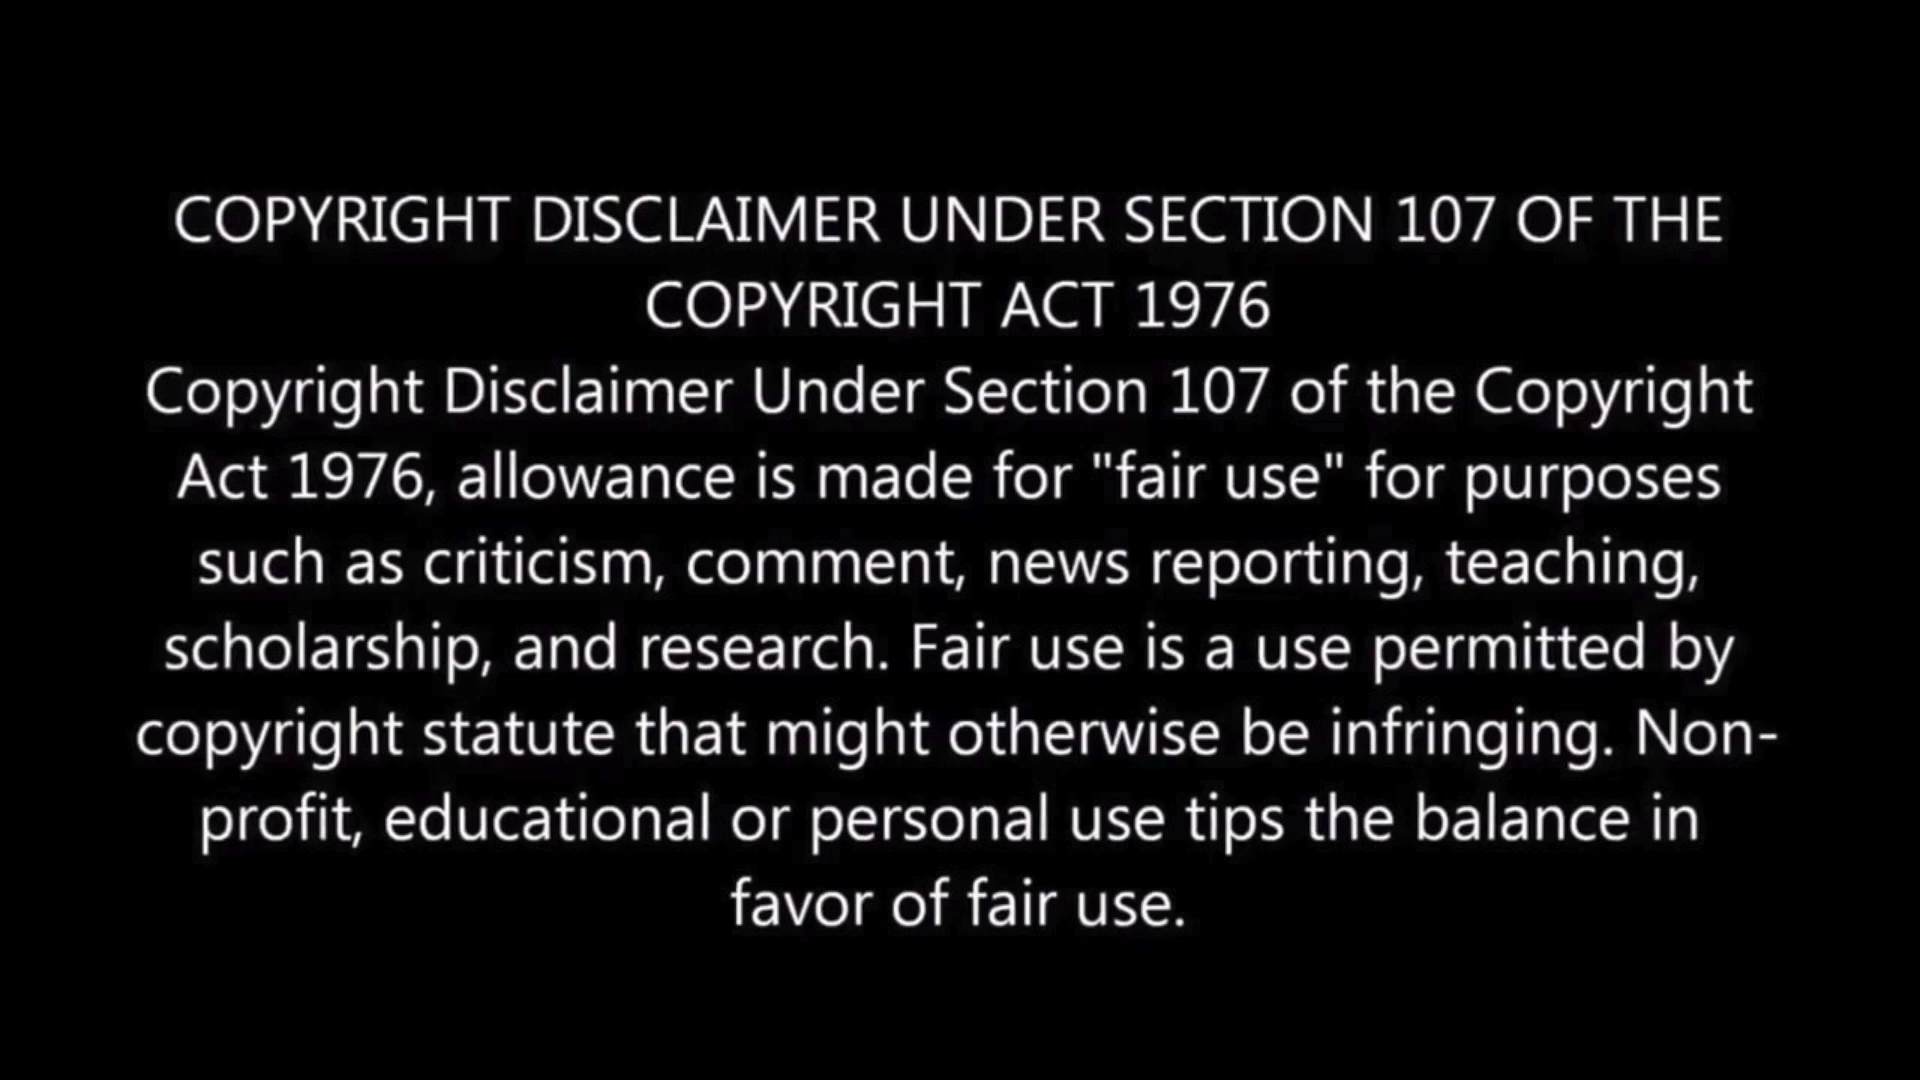 COPYRIGHT DISCLAIMER UNDER SECTION 107 OF THE
COPYRIGHT ACT 1976
Copyright Disclaimer Under Section 107 of the Copyright
Act 1976, allowance is made for "fair use" for purposes
such as criticism, comment, news reporting, teaching,
scholarship, and research. Fair use is a use permitted by
copyright statute that might otherwise be infringing. Non-
profit, educational or personal use tips the balance in
favor of fair use.